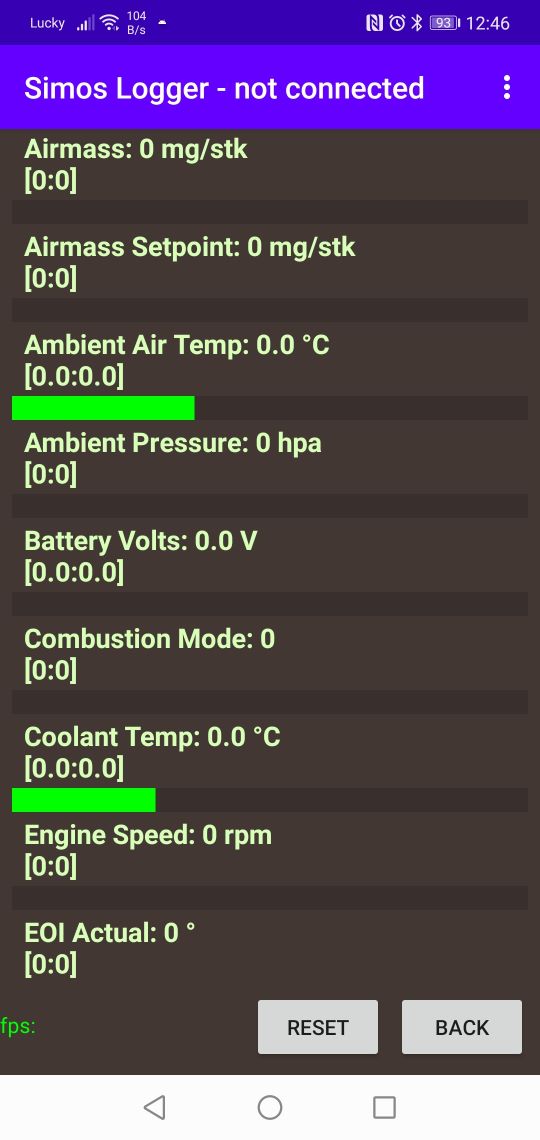 Lucky 104 B/s 93 12:46
Simos Logger - not connected
Airmass: 0 mg/stk
[0:0]
Airmass Setpoint: 0 mg/stk
[0:0]
Ambient Air Temp: 0.0 °C
[0.0:0.0]
Ambient Pressure: 0 hpa
[0:0]
Battery Volts: 0.0 V
[0.0:0.0]
Combustion Mode: 0
[0:0]
Coolant Temp: 0.0 °C
[0.0:0.0]
Engine Speed: 0 rpm
[0:0]
EOI Actual: 0 °
[0:0]
fps: RESET BACK